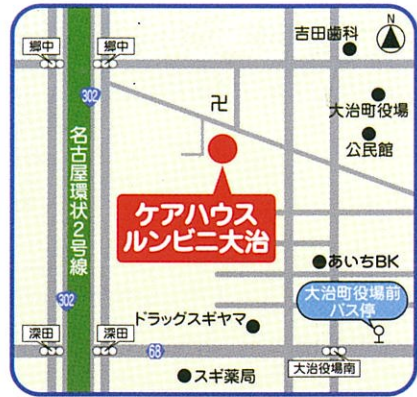 N
吉田歯科
郷中
郷中
302
卍
大治町役場
公民館
名古屋環状2号線
ケアハウス
ルンビニ大治
あいちBK
大治町役場前
バス停
302
ドラッグスギヤマ
深田
深田
68
大治役場南
スギ薬局